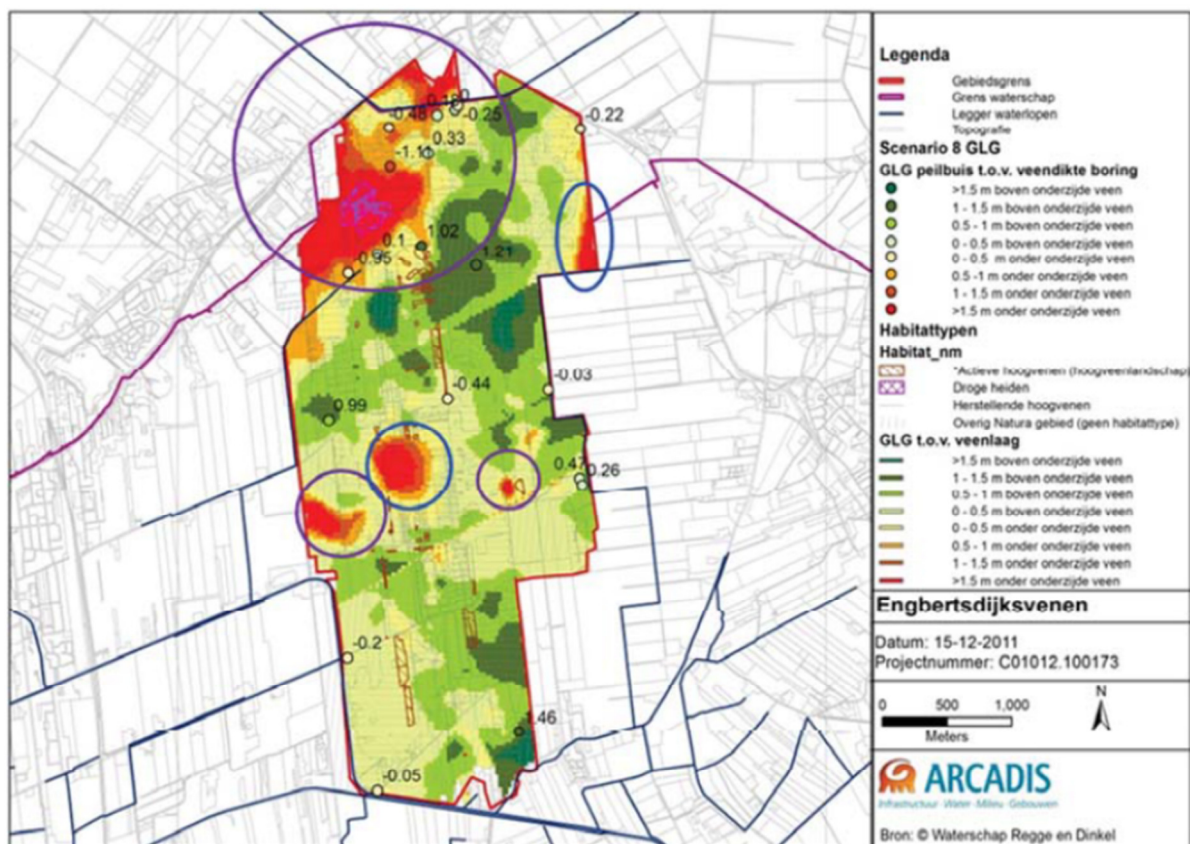 0.18
0
-0.48
-0.25
-0.22
0.33
-1.11
0.1
1.02
1.21
-0.95
-0.03
-0.44
0.99
0.47
0.26
-0.2
1.46
-0.05
Legenda
Gebiedsgrens
Grens waterschap
Legger waterlopen
Topografie
Scenario 8 GLG
GLG peilbuis t.o.v. veendikte boring
>1.5 m boven onderzijde veen
1 - 1.5 m boven onderzijde veen
0.5 - 1 m boven onderzijde veen
0 - 0.5 m boven onderzijde veen
0 - 0.5 m onder onderzijde veen
0.5 -1 m onder onderzijde veen
1 - 1.5 m onder onderzijde veen
>1.5 m onder onderzijde veen
Habitattypen
Habitat_nm
*Actieve hoogvenen (hoogveenlandschap)
Droge heiden
Herstellende hoogvenen
Overig Natura gebied (geen habitattype)
GLG t.o.v. veenlaag
>1.5 m boven onderzijde veen
1 - 1.5 m boven onderzijde veen
0.5 - 1 m boven onderzijde veen
0 - 0.5 m boven onderzijde veen
0 - 0.5 m onder onderzijde veen
0.5 - 1 m onder onderzijde veen
1 - 1.5 m onder onderzijde veen
>1.5 m onder onderzijde veen
Engbertsdijksvenen
Datum: 15-12-2011
Projectnummer: C01012.100173
0 500 1,000
Meters
N
ARCADIS
Infrastructuur · Water · Milieu · Gebouwen
Bron: © Waterschap Regge en Dinkel